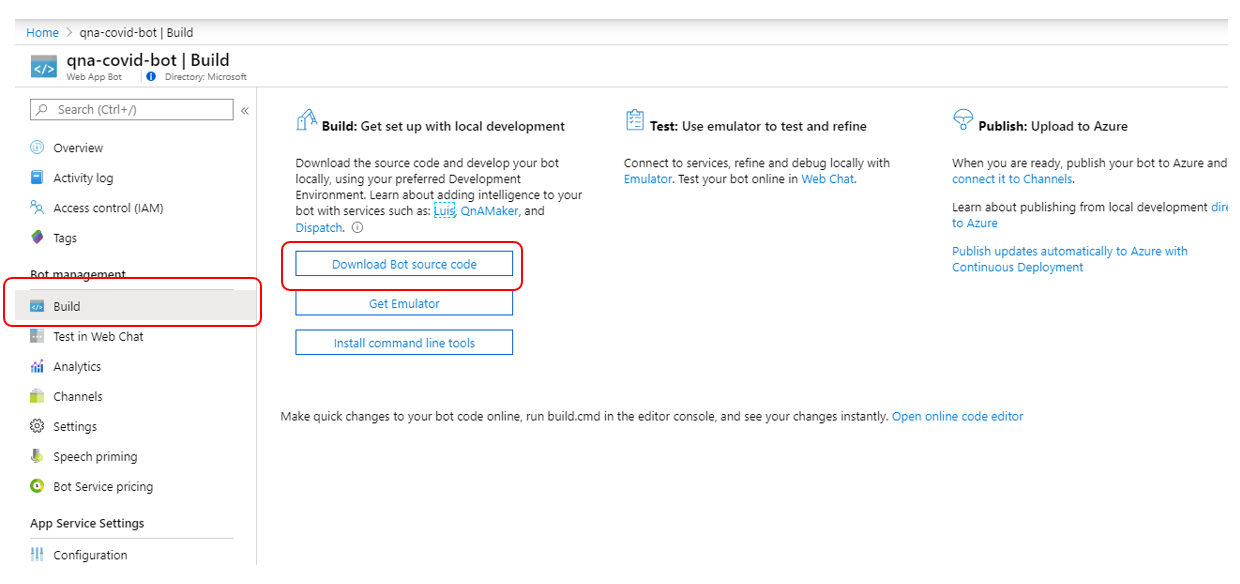 Home > qna-covid-bot | Build
qna-covid-bot | Build
Web App Bot
Directory: Microsoft
Search (Ctrl+/)
«
Overview
Activity log
Access control (IAM)
Tags
Bot management
Build
Test in Web Chat
Analytics
Channels
Settings
Speech priming
Bot Service pricing
App Service Settings
Configuration
Build: Get set up with local development
Download the source code and develop your bot
locally, using your preferred Development
Environment. Learn about adding intelligence to your
bot with services such as: Luis, QnAMaker, and
Dispatch.
Download Bot source code
Get Emulator
Install command line tools
Test: Use emulator to test and refine
Connect to services, refine and debug locally with
Emulator. Test your bot online in Web Chat.
Publish: Upload to Azure
When you are ready, publish your bot to Azure and
connect it to Channels.
Learn about publishing from local development
to Azure
Publish updates automatically to Azure with
Continuous Deployment
Make quick changes to your bot code online, run build.cmd in the editor console, and see your changes instantly. Open online code editor